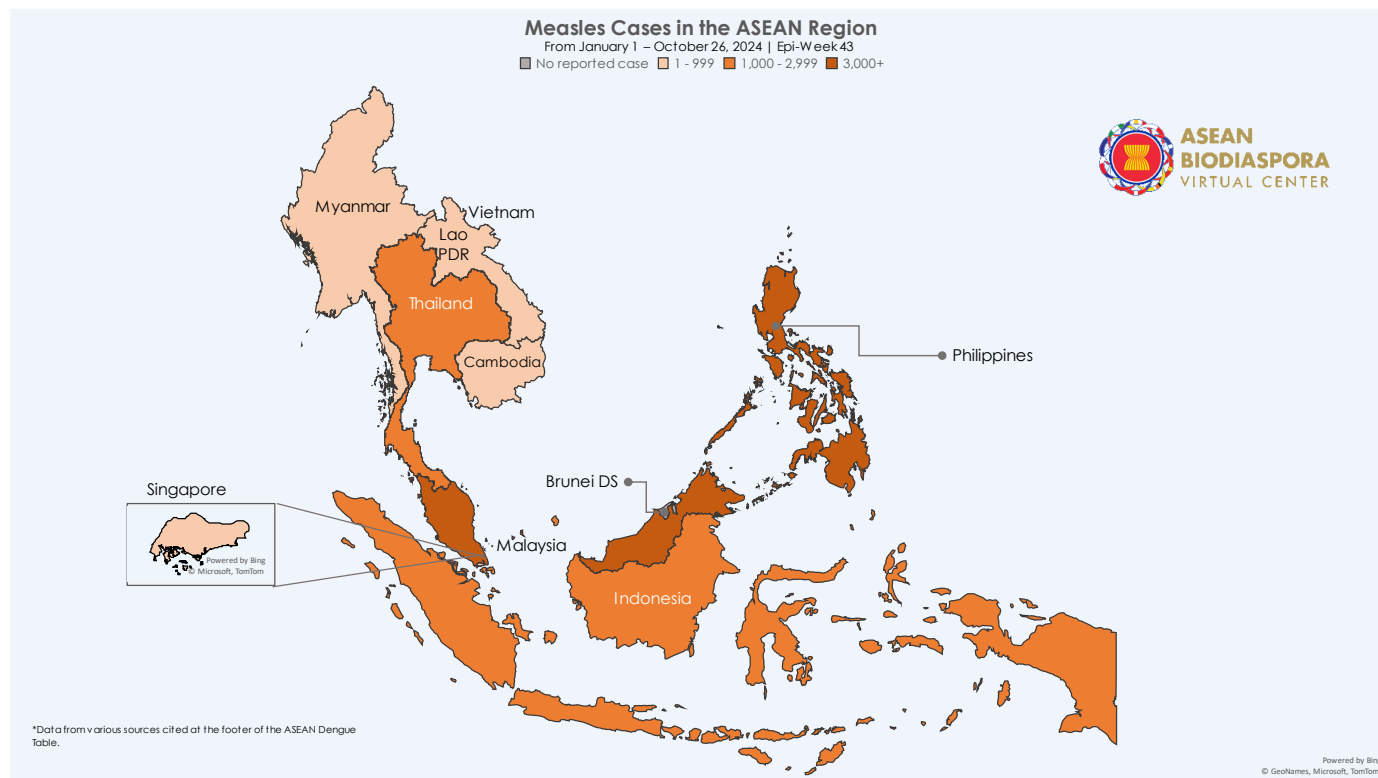 Measles Cases in the ASEAN Region
From January 1 – October 26, 2024 | Epi-Week 43
No reported case 1 - 999 1,000 - 2,999 3,000+
ASEAN
BIODIASPORA
VIRTUAL CENTER
Myanmar
Vietnam
Lao
PDR
Thailand
Cambodia
Philippines
Brunei DS
Singapore
Powered by Bing
© Microsoft, TomTom
Malaysia
Indonesia
*Data from various sources cited at the footer of the ASEAN Dengue
Table.
Powered by Bing
© GeoNames, Microsoft, TomTom